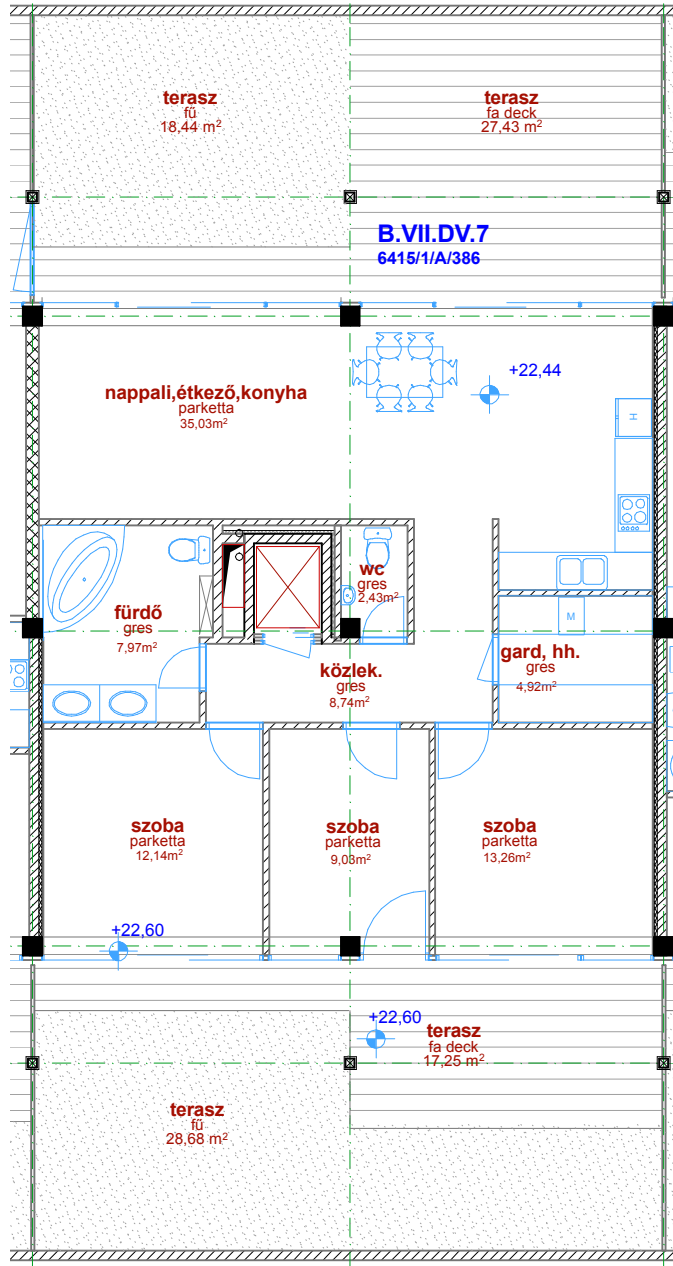 terasz
fű
18,44 m²
terasz
fa deck
27,43 m²
B.VII.DV.7
6415/1/A/386
+22,44
nappali,étkező,konyha
parketta
35,03m²
H
wc
gres
2,43m²
fürdő
gres
7,97m²
M
gard, hh.
gres
4,92m²
közlek.
gres
8,74m²
szoba
parketta
12,14m²
szoba
parketta
9,03m²
szoba
parketta
13,26m²
+22,60
+22,60
terasz
fa deck
17,25 m²
terasz
fű
28,68 m²